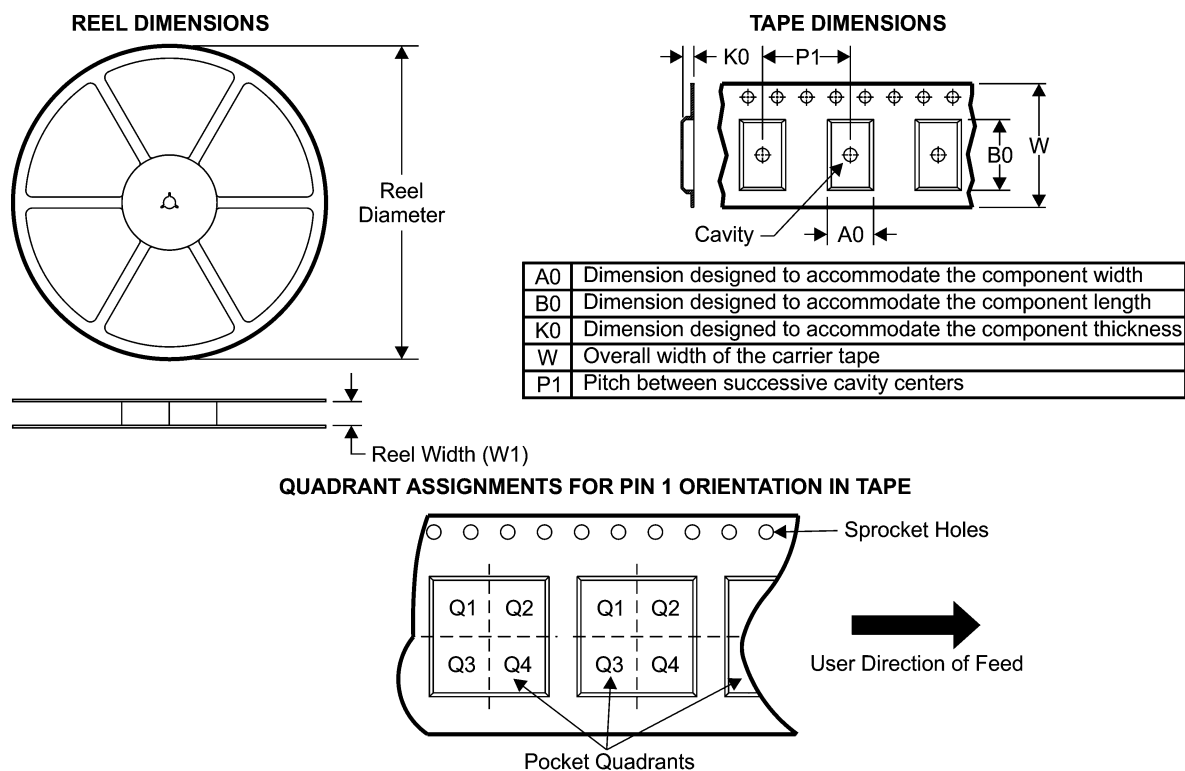 REEL DIMENSIONS
Reel
Diameter
Reel Width (W1)
TAPE DIMENSIONS
K0
P1
B0
W
Cavity
A0
A0 Dimension designed to accommodate the component width
B0 Dimension designed to accommodate the component length
K0 Dimension designed to accommodate the component thickness
W Overall width of the carrier tape
P1 Pitch between successive cavity centers
QUADRANT ASSIGNMENTS FOR PIN 1 ORIENTATION IN TAPE
Sprocket Holes
Q1 Q2 Q1 Q2
Q3 Q4 Q3 Q4
User Direction of Feed
Pocket Quadrants